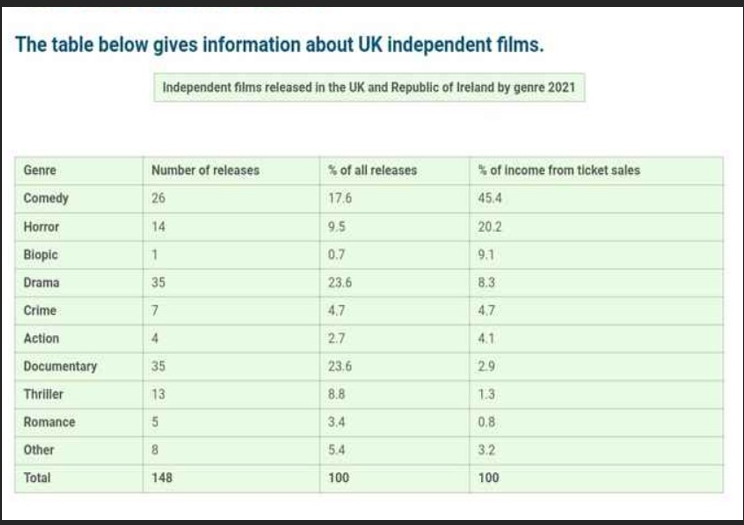 The table below gives information about UK independent films.
Independent films released in the UK and Republic of Ireland by genre 2021
Genre Number of releases % of all releases % of income from ticket sales
Comedy 26 17.6 45.4
Horror 14 9.5 20.2
Biopic 1 0.7 9.1
Drama 35 23.6 8.3
Crime 7 4.7 4.7
Action 4 2.7 4.1
Documentary 35 23.6 2.9
Thriller 13 8.8 1.3
Romance 5 3.4 0.8
Other 8 5.4 3.2
Total 148 100 100